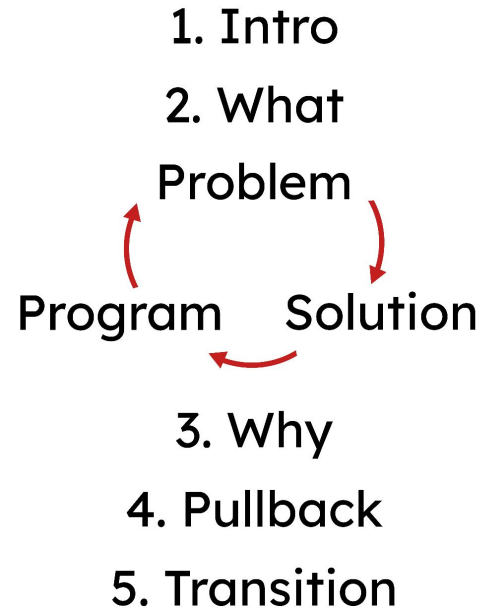 1. Intro
2. What
Problem
Program Solution
3. Why
4. Pullback
5. Transition